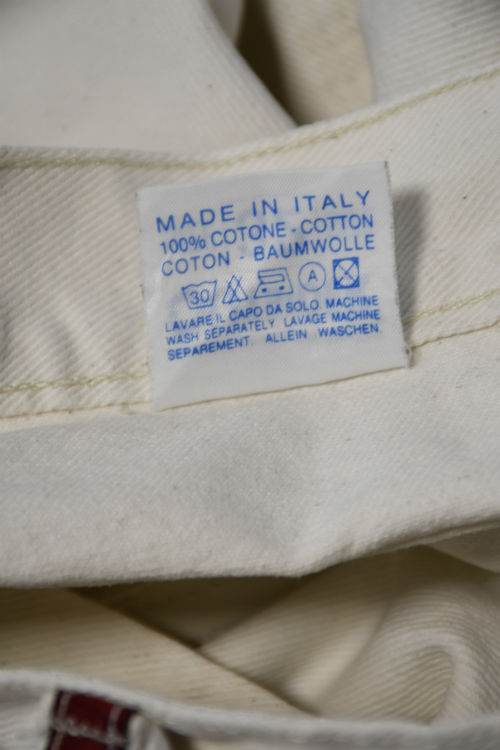 MADE IN ITALY
100% COTONE - COTTON
COTON - BAUMWOLLE
30 A
LAVARE IL CAPO DA SOLO MACHINE
WASH SEPARATELY LAVAGE MACHINE
SEPAREMENT. ALLEIN WASCHEN.